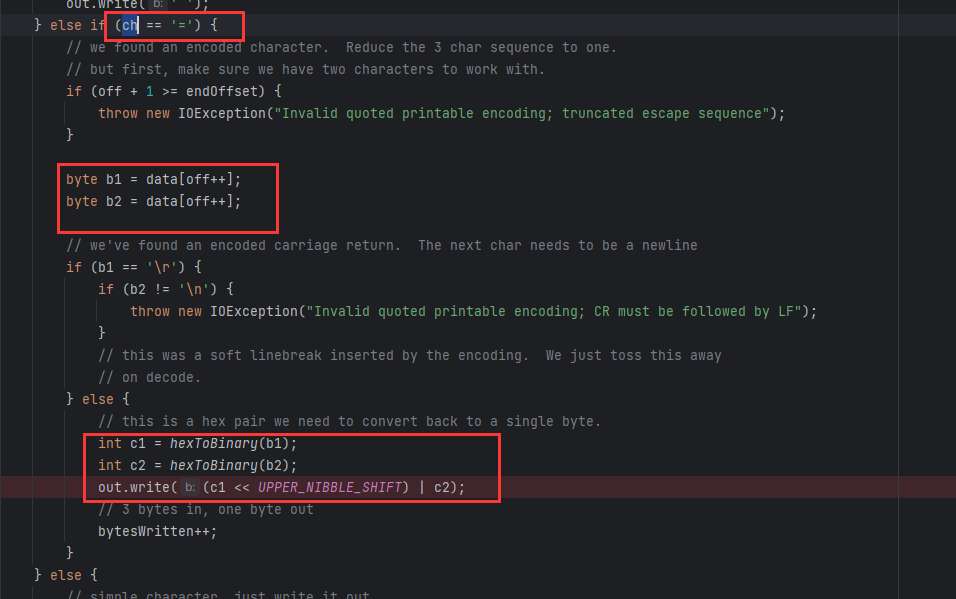 out.write( b: ' ');
} else if (ch == '=') {
// we found an encoded character.  Reduce the 3 char sequence to one.
// but first, make sure we have two characters to work with.
if (off + 1 >= endOffset) {
throw new IOException("Invalid quoted printable encoding; truncated escape sequence");
}
byte b1 = data[off++];
byte b2 = data[off++];
// we've found an encoded carriage return.  The next char needs to be a newline
if (b1 == '\r') {
if (b2 != '\n') {
throw new IOException("Invalid quoted printable encoding; CR must be followed by LF");
}
// this was a soft linebreak inserted by the encoding.  We just toss this away
// on decode.
} else {
// this is a hex pair we need to convert back to a single byte.
int c1 = hexToBinary(b1);
int c2 = hexToBinary(b2);
out.write( b: (c1 << UPPER_NIBBLE_SHIFT) | c2);
// 3 bytes in, one byte out
bytesWritten++;
}
} else {
// simple character, just write it out